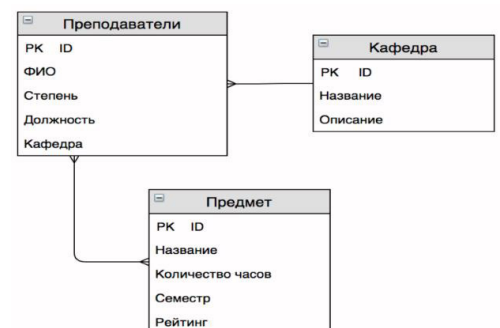 Преподаватели
PK ID
ФИО
Степень
Должность
Кафедра
Кафедра
PK ID
Название
Описание
Предмет
PK ID
Название
Количество часов
Семестр
Рейтинг